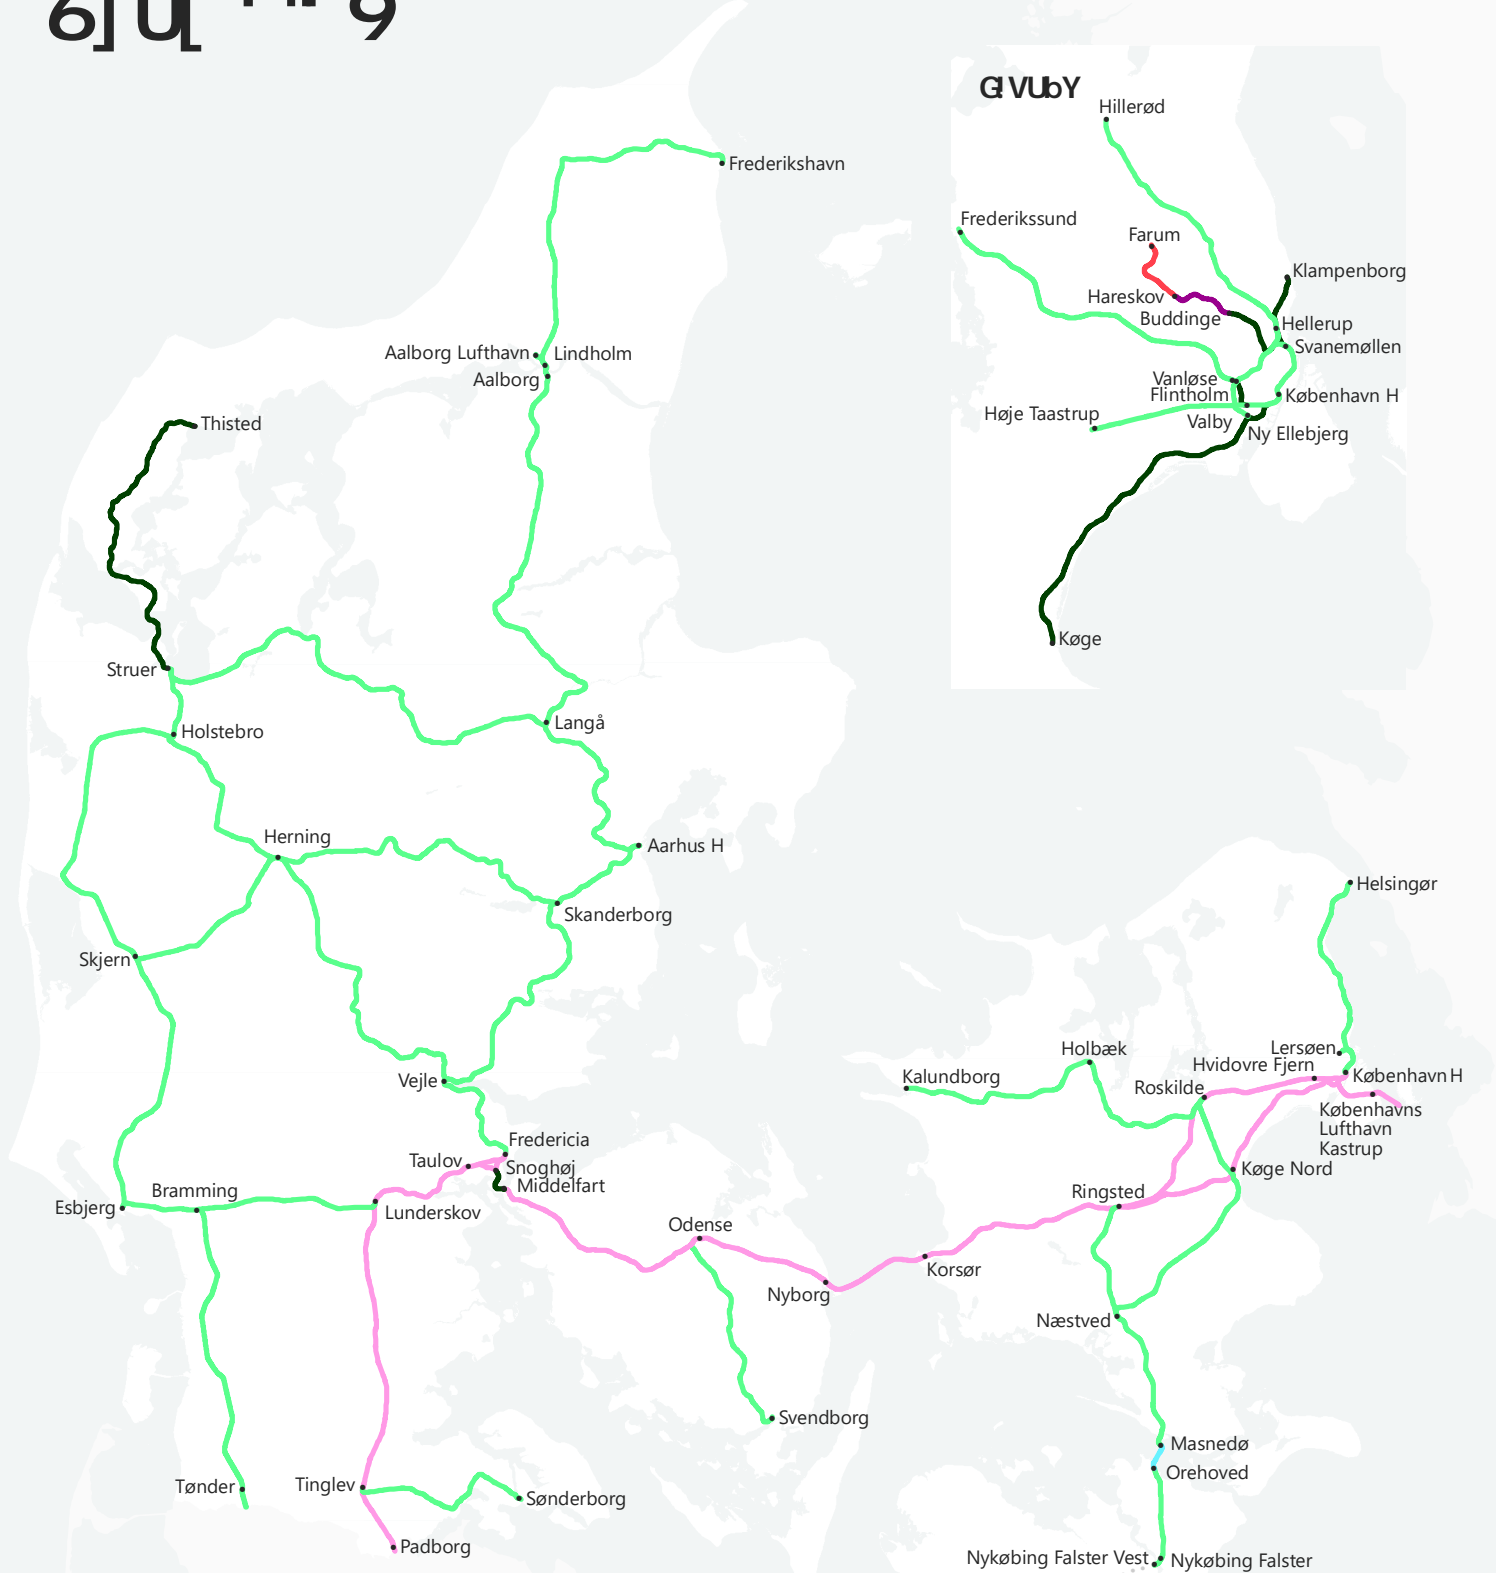 Hillerød
Frederikssund
Farum
Klampenborg
Hareskov
Buddinge
Hellerup
Svanemøllen
Vanløse
Flintholm
København H
Høje Taastrup
Valby
Ny Ellebjerg
Køge
Frederikshavn
Aalborg Lufthavn
Lindholm
Aalborg
Thisted
Struer
Langå
Holstebro
Herning
Aarhus H
Skanderborg
Skjern
Vejle
Fredericia
Taulov
Snoghøj
Middelfart
Bramming
Esbjerg
Lunderskov
Odense
Nyborg
Korsør
Svendborg
Tønder
Tinglev
Sønderborg
Padborg
Helsingør
Lersøen
Holbæk
Hvidovre Fjern
Kalundborg
København H
Roskilde
Københavns
Lufthavn
Kastrup
Køge Nord
Ringsted
Næstved
Masnedø
Orehoved
Nykøbing Falster Vest
Nykøbing Falster